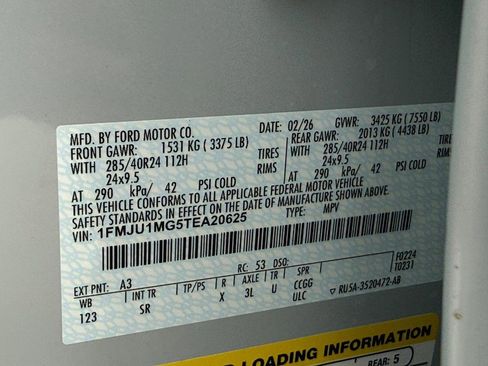 MFD. BY FORD MOTOR CO. DATE: 02/26 GVWR: 3425 KG ( 7550 LB)
FRONT GAWR: 1531 KG ( 3375 LB) REAR GAWR: 2013 KG ( 4438 LB)
WITH 285/40R24 112H TIRES WITH 285/40R24 112H TIRES
24x9.5 RIMS 24x9.5 RIMS
AT 290 kPa/ 42 PSI COLD AT 290 kPa/ 42 PSI COLD
THIS VEHICLE CONFORMS TO ALL APPLICABLE FEDERAL MOTOR VEHICLE
SAFETY STANDARDS IN EFFECT ON THE DATE OF MANUFACTURE SHOWN ABOVE.
VIN: 1FMJU1MG5TEA20625 TYPE: MPV
F0224
T0231
EXT PNT: A3 RC: 53 DSO:
WB INT TR TP/PS R AXLE TR SPR
123 SR X 3L U CCGG
ULC RU5A-3520472-AB
LOADING INFORMATION
REAR: 5